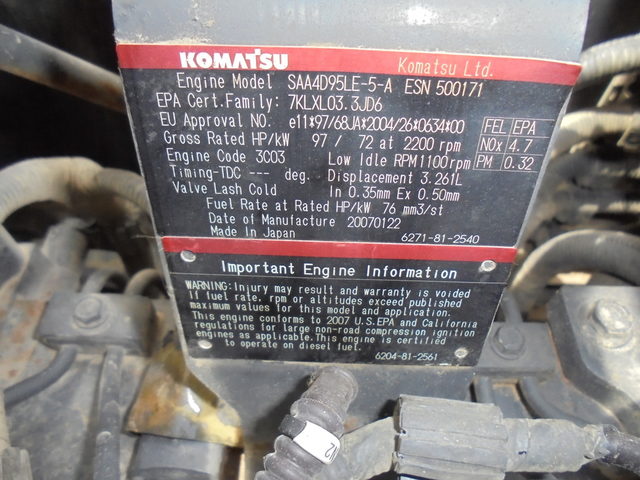 KOMATSU Komatsu Ltd.
Engine Model SAA4D95LE-5-A ESN 500171
EPA Cert.Family: 7KLXL03.3JD6
EU Approval NO. e11*97/68JA*2004/26*0634*00
FEL EPA
Gross Rated HP/kW 97 / 72 at 2200 rpm
NOx 4.7
Engine Code 3C03 Low Idle RPM1100rpm
PM 0.32
Timing-TDC --- deg. Displacement 3.261L
Valve Lash Cold In 0.35mm Ex 0.50mm
Fuel Rate at Rated HP/kW 76 mm3/st
Date of Manufacture 20070122
Made In Japan 6271-81-2540
Important Engine Information
WARNING: Injury may result and warranty is voided
if fuel rate, rpm or altitudes exceed published
maximum values for this model and application.
This engine conforms to 2007 U.S.EPA and California
regulations for large non-road compression ignition
engines as applicable.This engine is certified
to operate on diesel fuel. 6204-81-2561